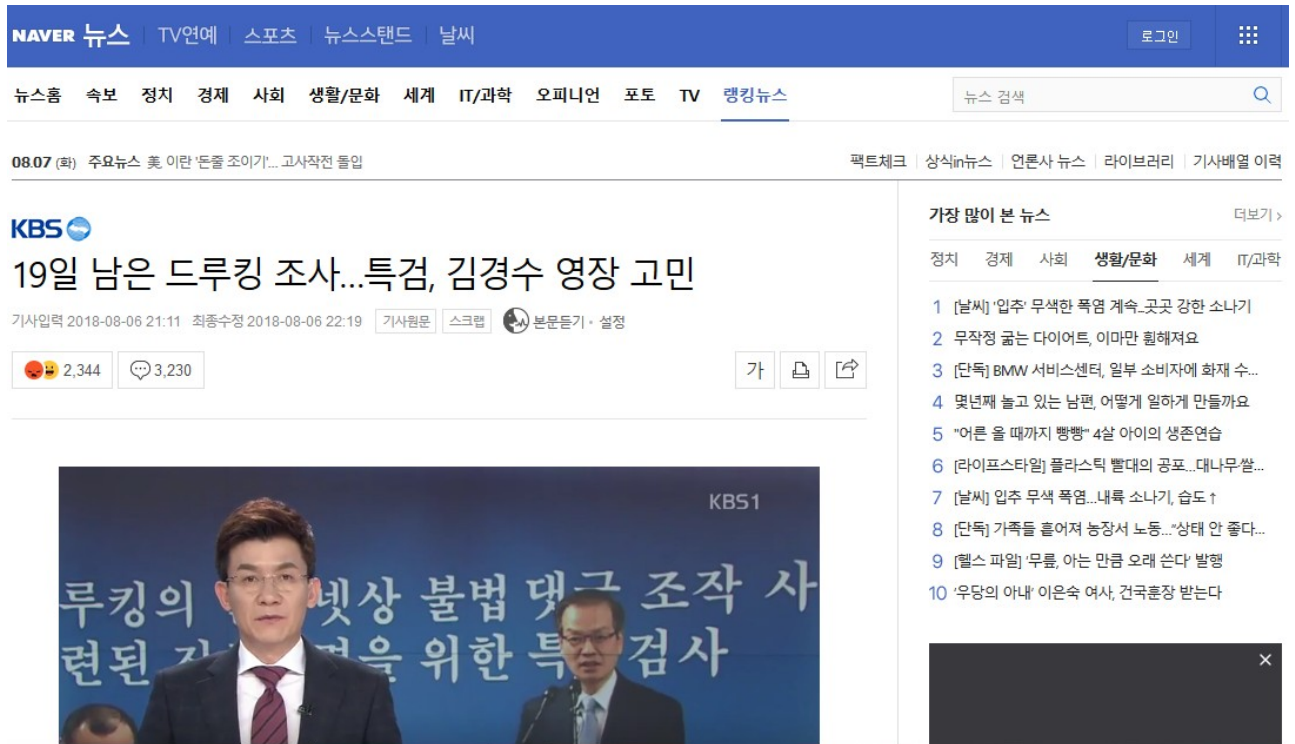 NAVER 뉴스 TV연예 스포츠 뉴스스탠드 날씨 로그인
뉴스홈 속보 정치 경제 사회 생활/문화 세계 IT/과학 오피니언 포토 TV 랭킹뉴스 뉴스 검색
08.07 (화) 주요뉴스 美, 이란 '돈줄 조이기'... 고사작전 돌입 팩트체크 상식in뉴스 언론사 뉴스 라이브러리 기사배열 이력
KBS
19일 남은 드루킹 조사...특검, 김경수 영장 고민
기사입력 2018-08-06 21:11 최종수정 2018-08-06 22:19 기사원문 스크랩 본문듣기 · 설정
2,344 3,230 가
KBS1
루킹의 넷상 불법 댓글 조작 사
련된 위한 특 검사
가장 많이 본 뉴스 더보기 ›
정치 경제 사회 생활/문화 세계 IT/과학
1 [날씨] '입추' 무색한 폭염 계속..곳곳 강한 소나기
2 무작정 굶는 다이어트, 이마만 휑해져요
3 [단독] BMW 서비스센터, 일부 소비자에 화재 수...
4 몇년째 놀고 있는 남편, 어떻게 일하게 만들까요
5 "어른 올 때까지 빵빵" 4살 아이의 생존연습
6 [라이프스타일] 플라스틱 빨대의 공포...대나무·쌀...
7 [날씨] 입추 무색 폭염...내륙 소나기, 습도↑
8 [단독] 가족들 흩어져 농장서 노동..."상태 안 좋다...
9 [헬스 파일] '무릎, 아는 만큼 오래 쓴다' 발행
10 '우당의 아내' 이은숙 여사, 건국훈장 받는다